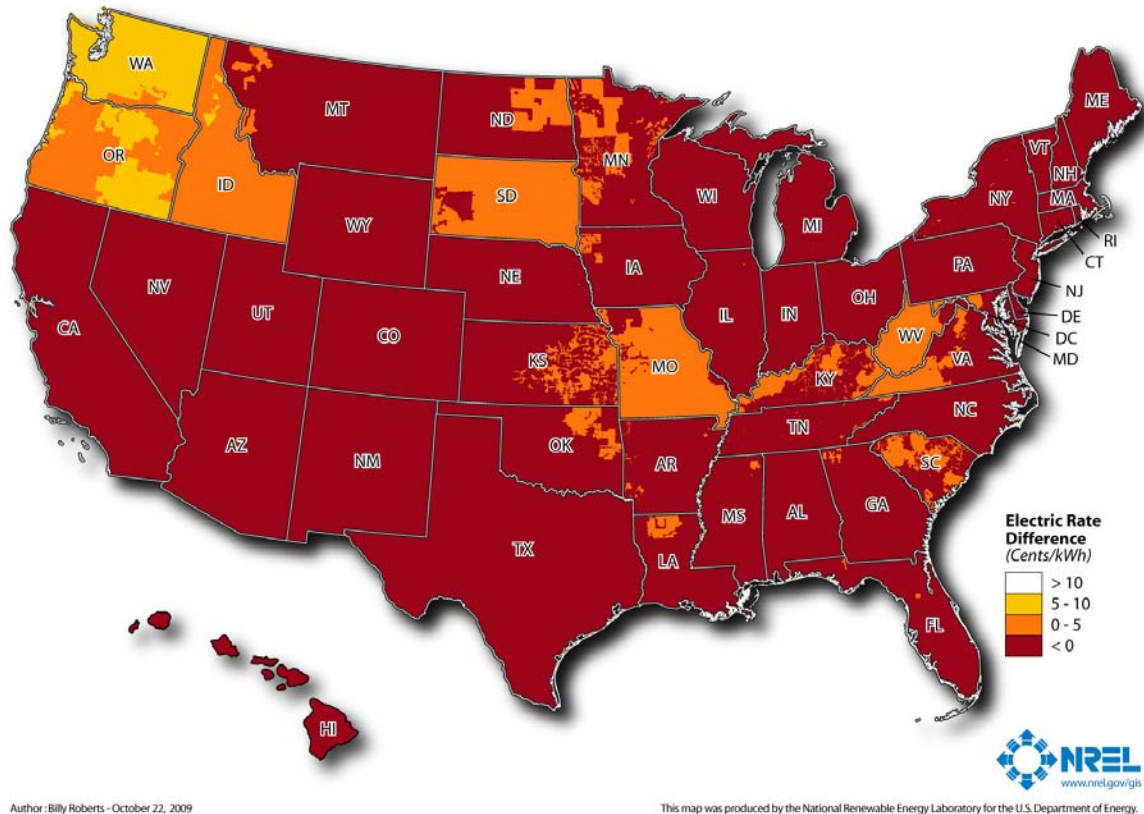 WA
MT
ND
MN
ME
OR
ID
SD
WI
VT
NH
NY
MA
MI
RI
CT
WY
IA
PA
NJ
NE
NV
OH
DE
UT
IL
IN
DC
CA
CO
WV
MD
KS
MO
KY
VA
NC
TN
AZ
NM
OK
AR
SC
MS
AL
GA
TX
LA
FL
HI
Electric Rate
Difference
(Cents/kWh)
> 10
5 - 10
0 - 5
< 0
NREL
www.nrel.gov/gis
Author : Billy Roberts - October 22, 2009
This map was produced by the National Renewable Energy Laboratory for the U.S. Department of Energy.